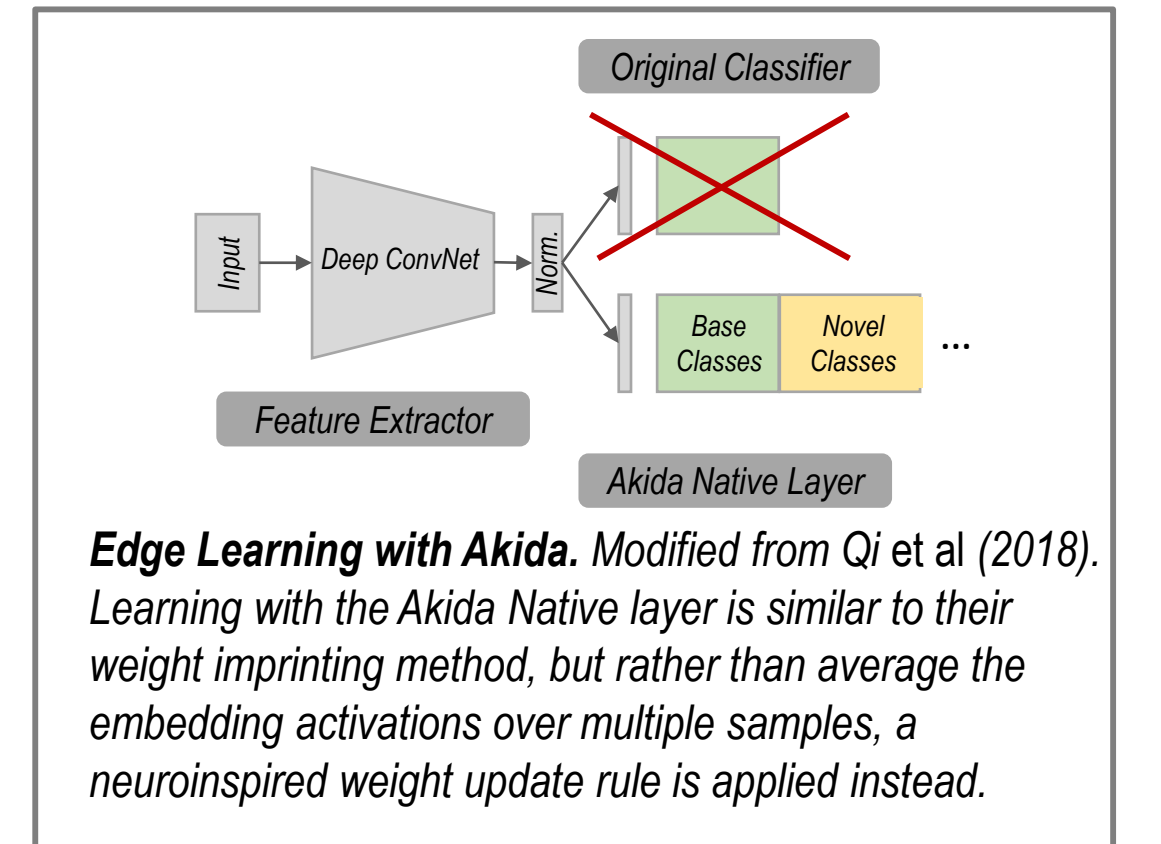 Original Classifier
Input
Deep ConvNet
Norm.
Base
Classes
Novel
Classes
...
Feature Extractor
Akida Native Layer
Edge Learning with Akida. Modified from Qi et al (2018).
Learning with the Akida Native layer is similar to their
weight imprinting method, but rather than average the
embedding activations over multiple samples, a
neuroinspired weight update rule is applied instead.